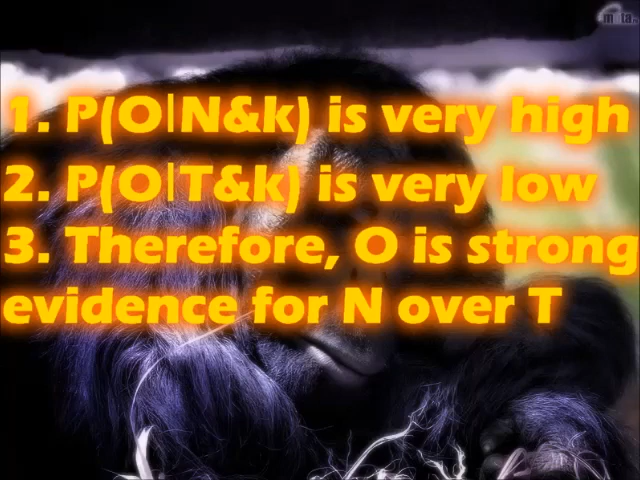 1. P(O|N&k) is very high
2. P(O|T&k) is very low
3. Therefore, O is strong
evidence for N over T